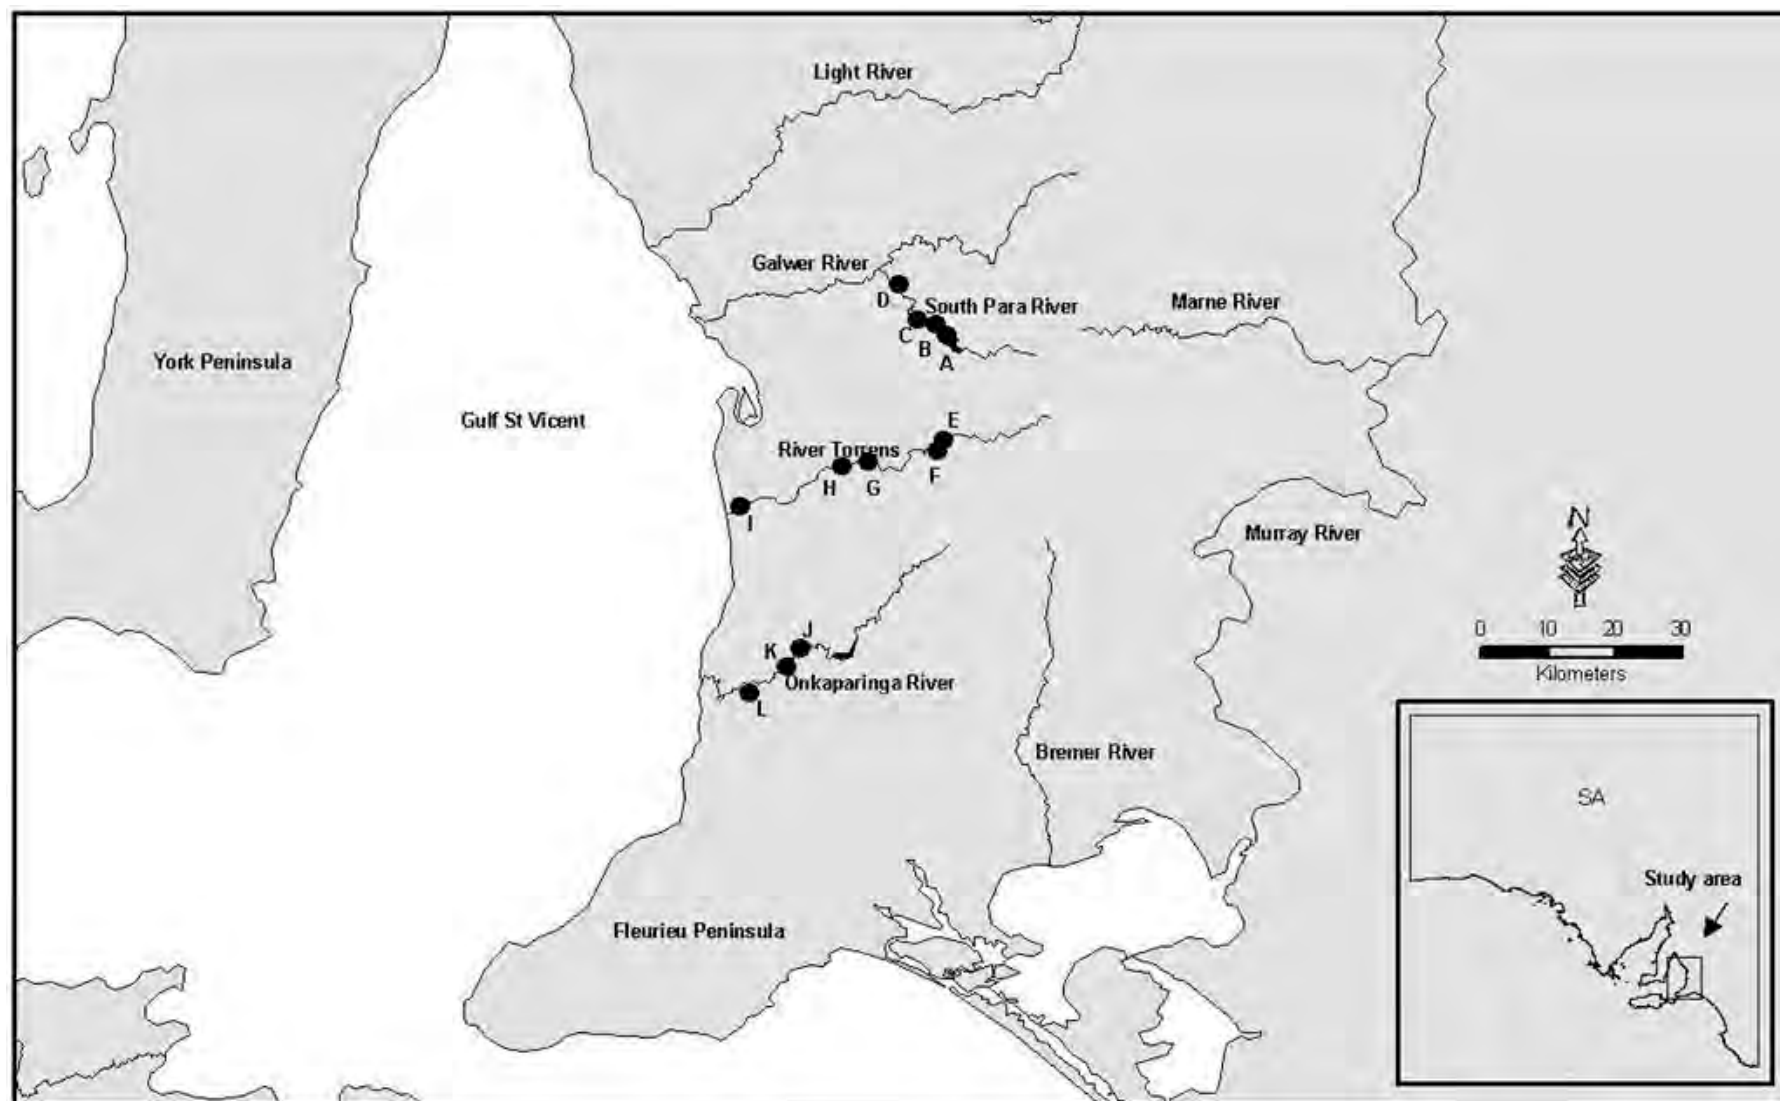 Light River
Galwer River
D
South Para River
Marne River
C
B
A
York Peninsula
Gulf St Vicent
E
River Torrens
F
H
G
I
Murray River
N
0 10 20 30
Kilometers
J
K
Onkaparinga River
L
Bremer River
SA
Study area
Fleurieu Peninsula